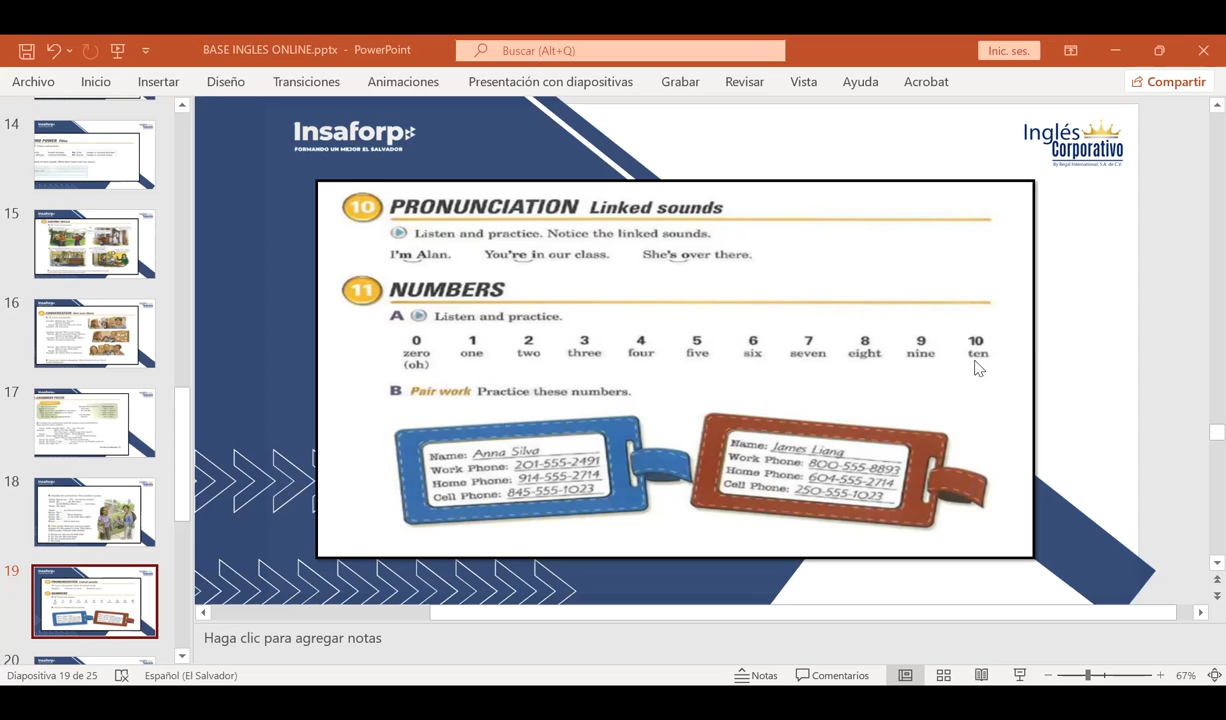 BASE INGLES ONLINE.pptx - PowerPoint
Buscar (Alt+Q)
Inic. ses.
Archivo Inicio Insertar Diseño Transiciones Animaciones Presentación con diapositivas Grabar Revisar Vista Ayuda Acrobat Compartir
14
15
16
17
18
19
20
Insaforp
FORMANDO UN MEJOR EL SALVADOR
Inglés
Corporativo
By Regal International, S.A. de C.V.
10 PRONUNCIATION Linked sounds
Listen and practice. Notice the linked sounds.
I'm Alan. You're in our class. She's over there.
11 NUMBERS
A Listen and practice.
0 1 2 3 4 5 6 7 8 9 10
zero one two three four five six seven eight nine ten
(oh)
B Pair work Practice these numbers.
Name: Anna Silva
Work Phone: 201-555-2491
Home Phone: 914-555-2714
Cell Phone: 845-555-1023
Name: James Liang
Work Phone: 800-555-8893
Home Phone: 604-555-2714
Cell Phone: 250-555-1023
Haga clic para agregar notas
Diapositiva 19 de 25 Español (El Salvador) Notas Comentarios 67%